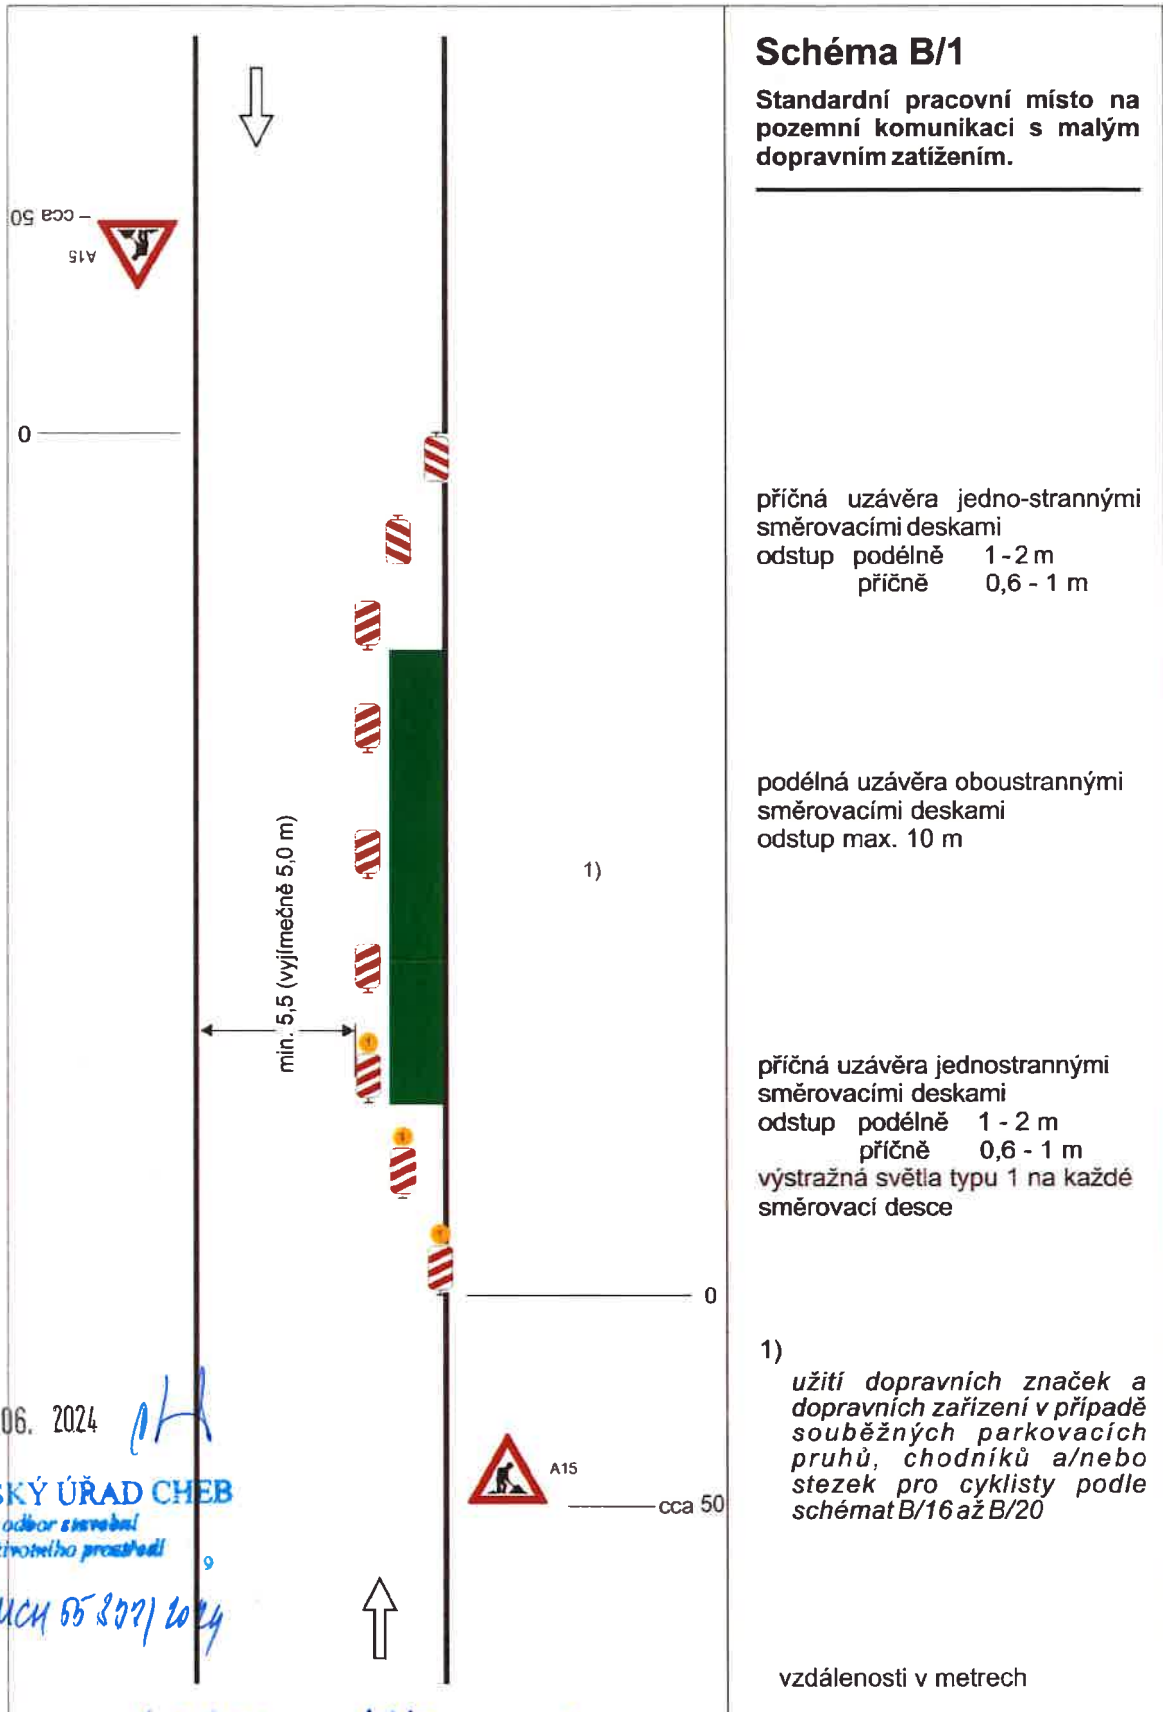 Schéma B/1
Standardní pracovní místo na
pozemní komunikaci s malým
dopravním zatížením.
cca 50
A15
0
příčná uzávěra jedno-strannými
směrovacími deskami
odstup podélně 1-2 m
příčně 0,6 - 1 m
podélná uzávěra oboustrannými
směrovacími deskami
odstup max. 10 m
1)
min. 5,5 (vyjímečně 5,0 m)
1
příčná uzávěra jednostrannými
směrovacími deskami
odstup podélně 1 - 2 m
příčně 0,6 - 1 m
výstražná světla typu 1 na každé
směrovací desce
1
1
0
1)
užití dopravních značek a
dopravních zařízení v případě
souběžných parkovacích
pruhů, chodníků a/nebo
stezek pro cyklisty podle
schémat B/16 až B/20
06. 2024
A15
cca 50
SKÝ ÚŘAD CHEB
odbor stavební
životního prostředí
9
vzdálenosti v metrech